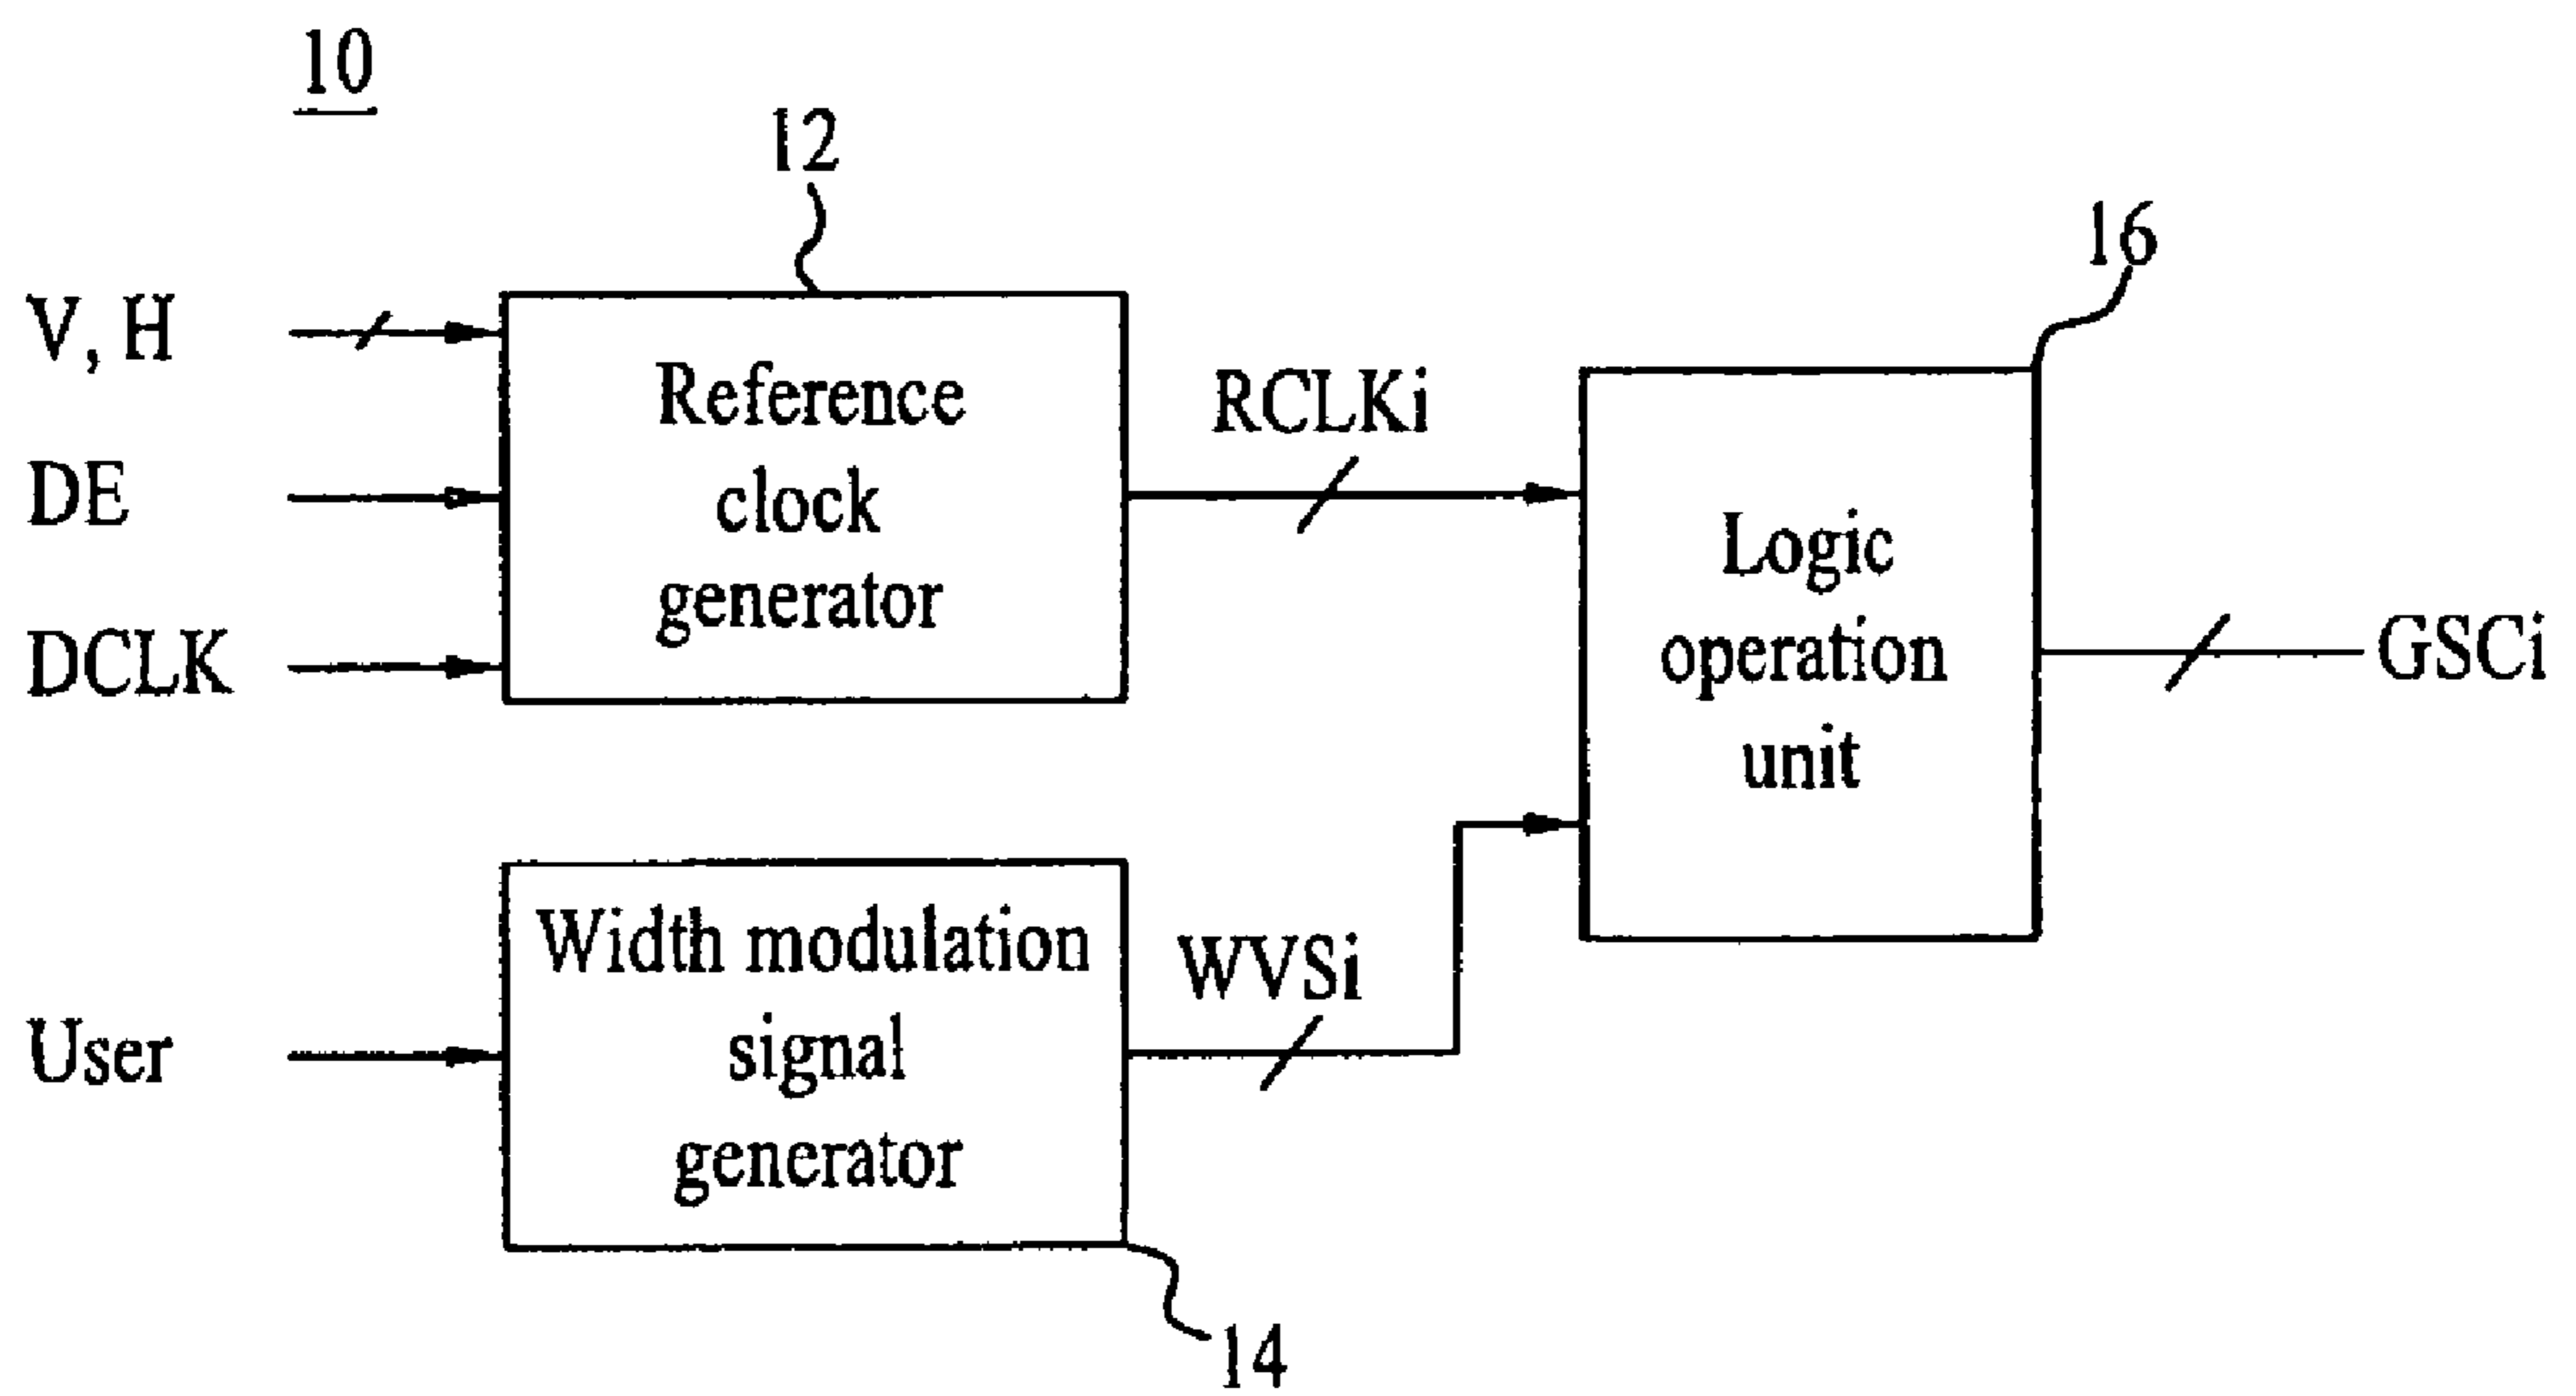 10
12
16
V, H
DE
DCLK
Reference
clock
generator
RCLKi
Logic
operation
unit
GSCi
User
Width modulation
signal
generator
WVSi
14